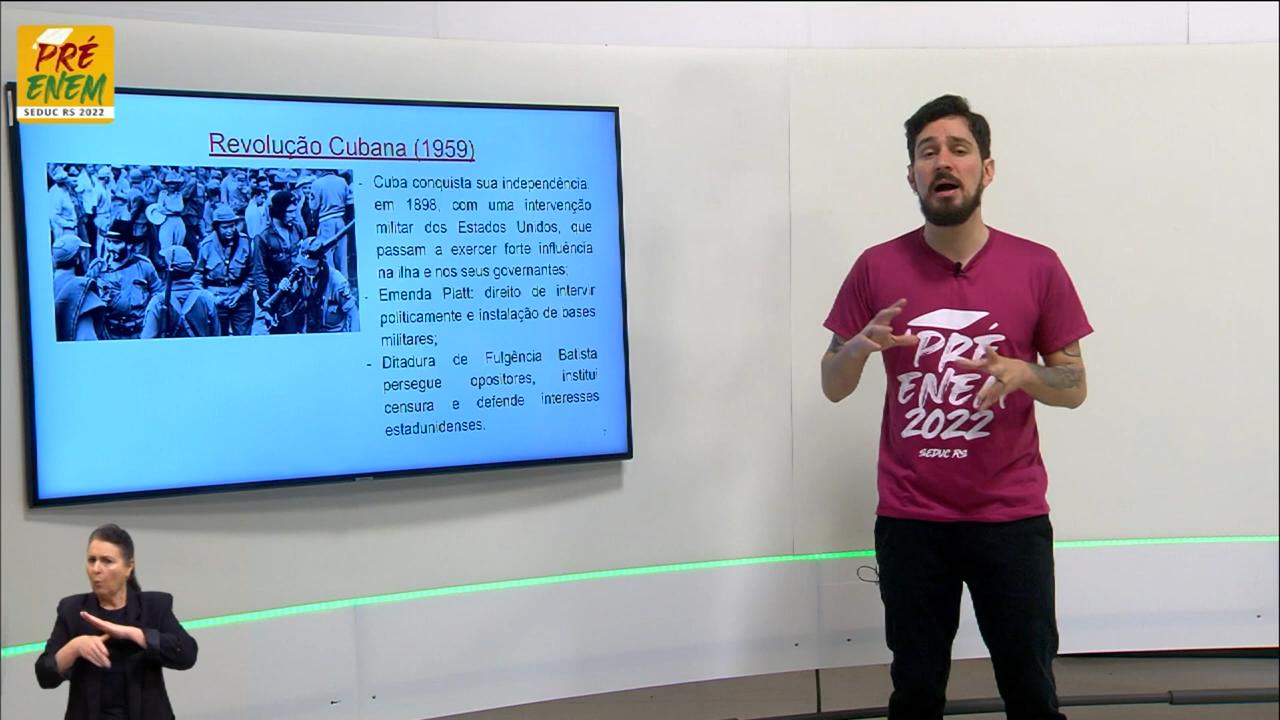 PRÉ
ENEM
SEDUC RS 2022
Revolução Cubana (1959)
- Cuba conquista sua independência
em 1898, com uma intervenção
militar dos Estados Unidos, que
passam a exercer forte influência
na ilha e nos seus governantes;
- Emenda Platt: direito de intervir
politicamente e instalação de bases
militares;
- Ditadura de Fulgência Batista
persegue opositores, institui
censura e defende interesses
estadunidenses.
7
PRÉ
ENEM
2022
SEDUC RS